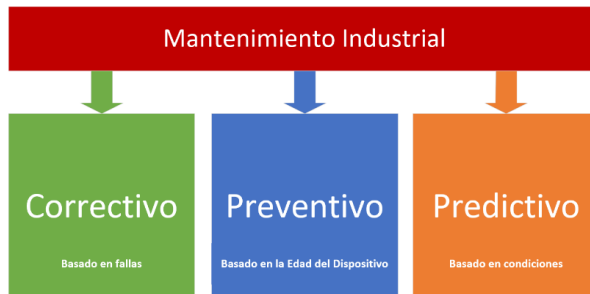 Mantenimiento Industrial
Correctivo
Basado en fallas
Preventivo
Basado en la Edad del Dispositivo
Predictivo
Basado en condiciones